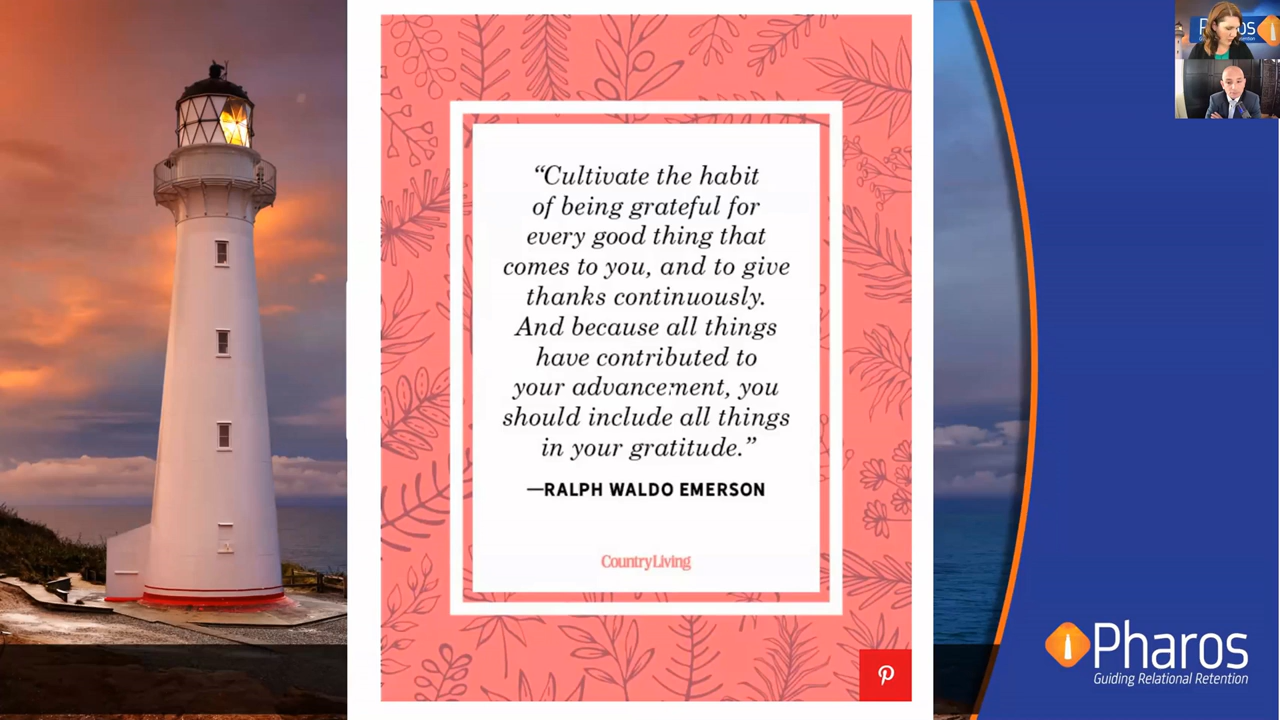 “Cultivate the habit
of being grateful for
every good thing that
comes to you, and to give
thanks continuously.
And because all things
have contributed to
your advancement, you
should include all things
in your gratitude.”
—RALPH WALDO EMERSON
CountryLiving
Pharos
Pharos
Guiding Relational Retention